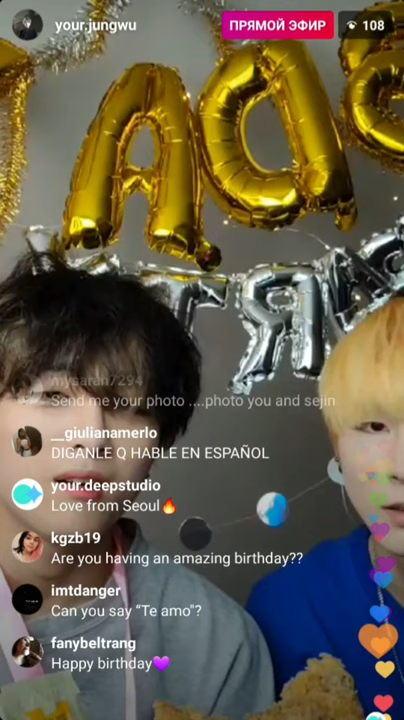 your.jungwu
ПРЯМОЙ ЭФИР
108
mysarah7294
Send me your photo ....photo you and sejin
__giulianamerlo
DIGANLE Q HABLE EN ESPAÑOL
your.deepstudio
Love from Seoul🔥
kgzb19
Are you having an amazing birthday??
imtdanger
Can you say “Te amo"?
fanybeltrang
Happy birthday💜